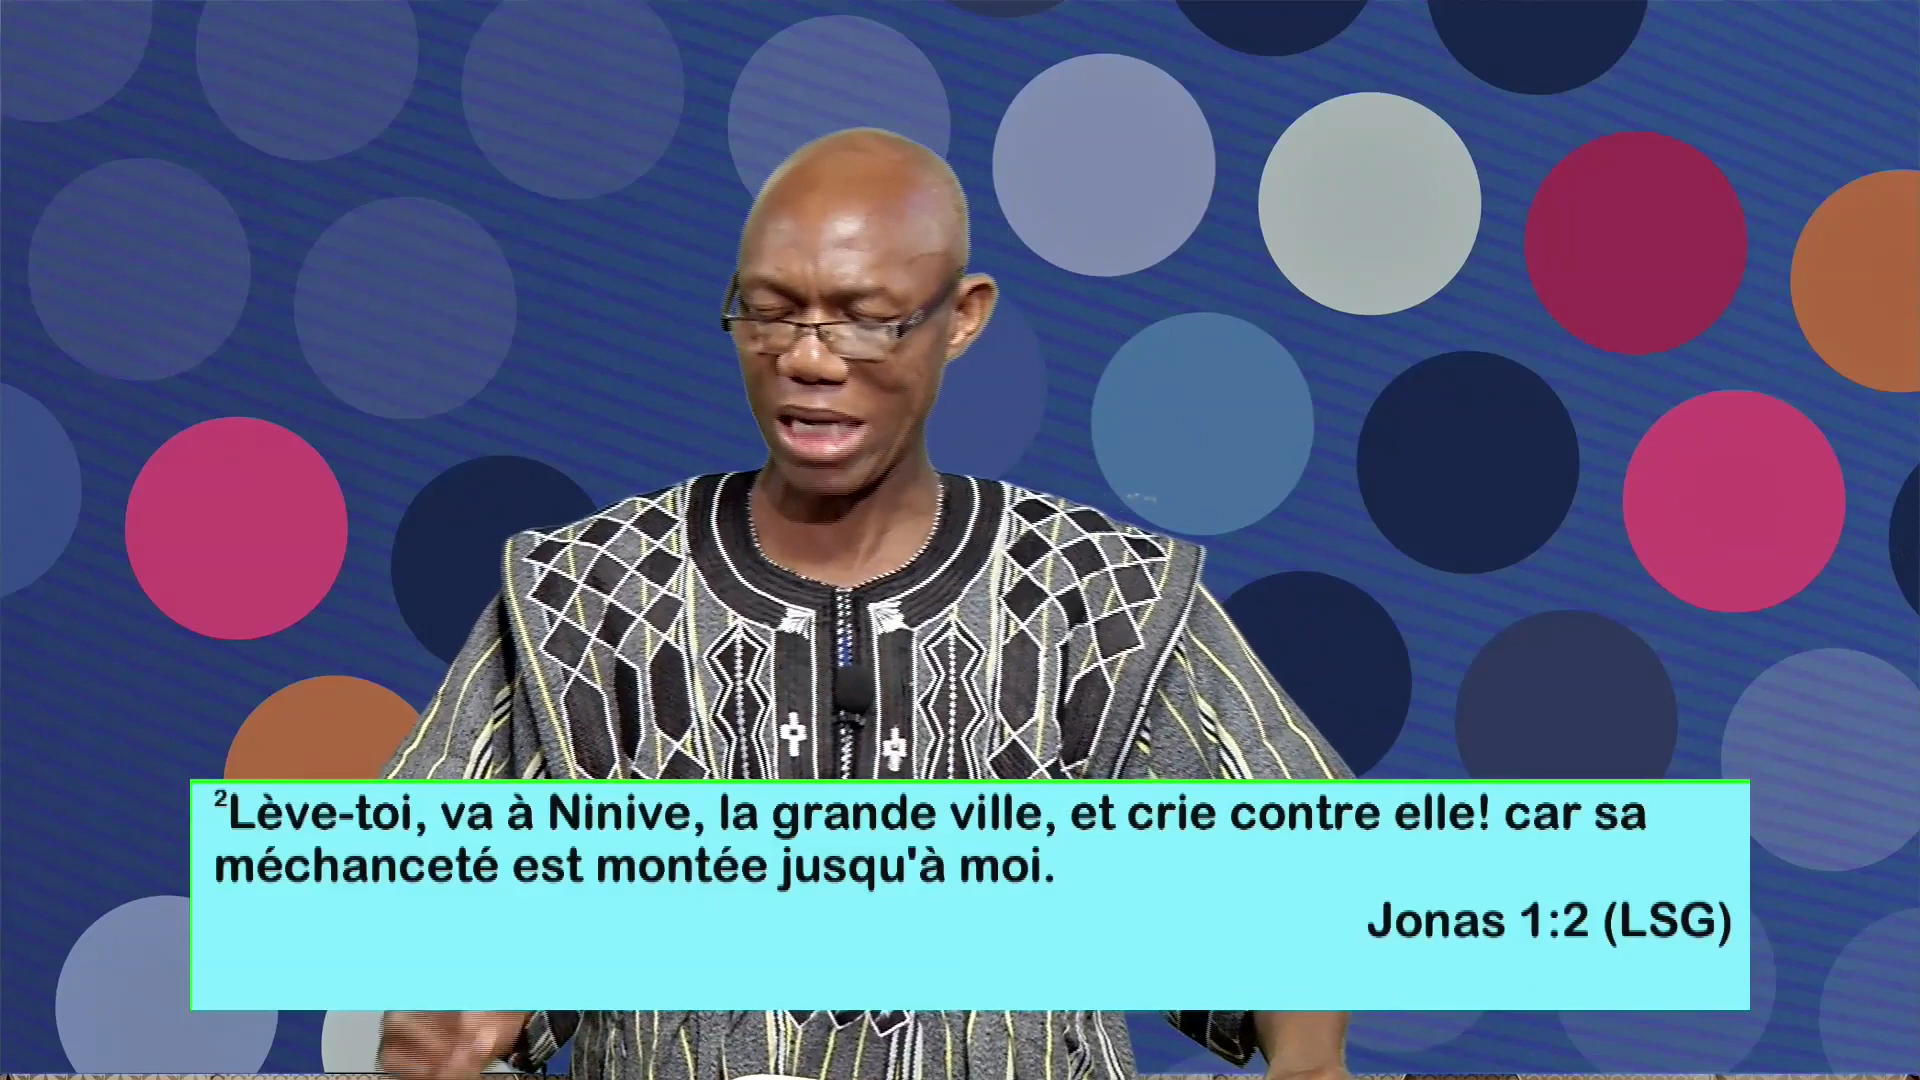 ²Lève-toi, va à Ninive, la grande ville, et crie contre elle! car sa
méchanceté est montée jusqu'à moi.
Jonas 1:2 (LSG)